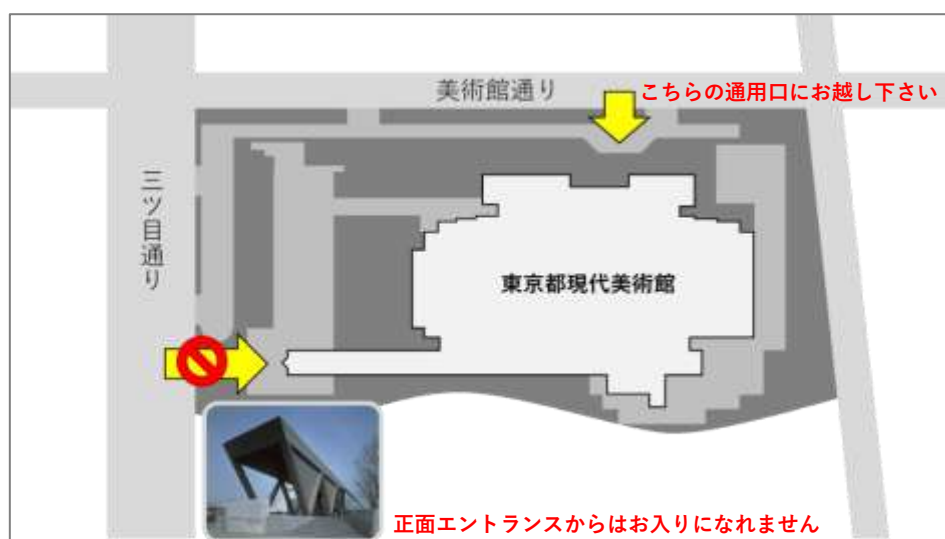 美術館通り
こちらの通用口にお越し下さい
三ツ目通り
東京都現代美術館
正面エントランスからはお入りになれません